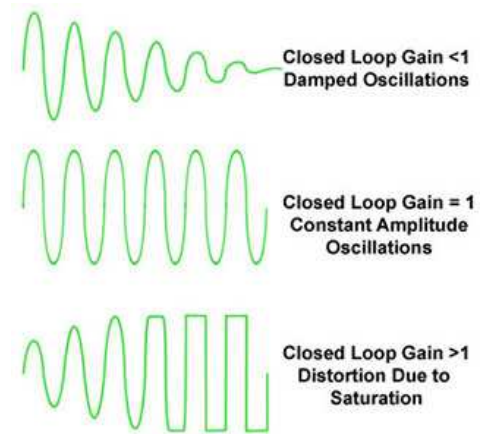 Closed Loop Gain <1
Damped Oscillations
Closed Loop Gain = 1
Constant Amplitude
Oscillations
Closed Loop Gain >1
Distortion Due to
Saturation